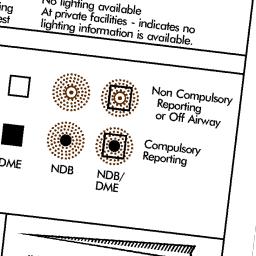 No lighting available
At private facilities - indicates no
lighting information is available.
ing
est
Non Compulsory
Reporting
or Off Airway
Compulsory
Reporting
DME
NDB
NDB/
DME